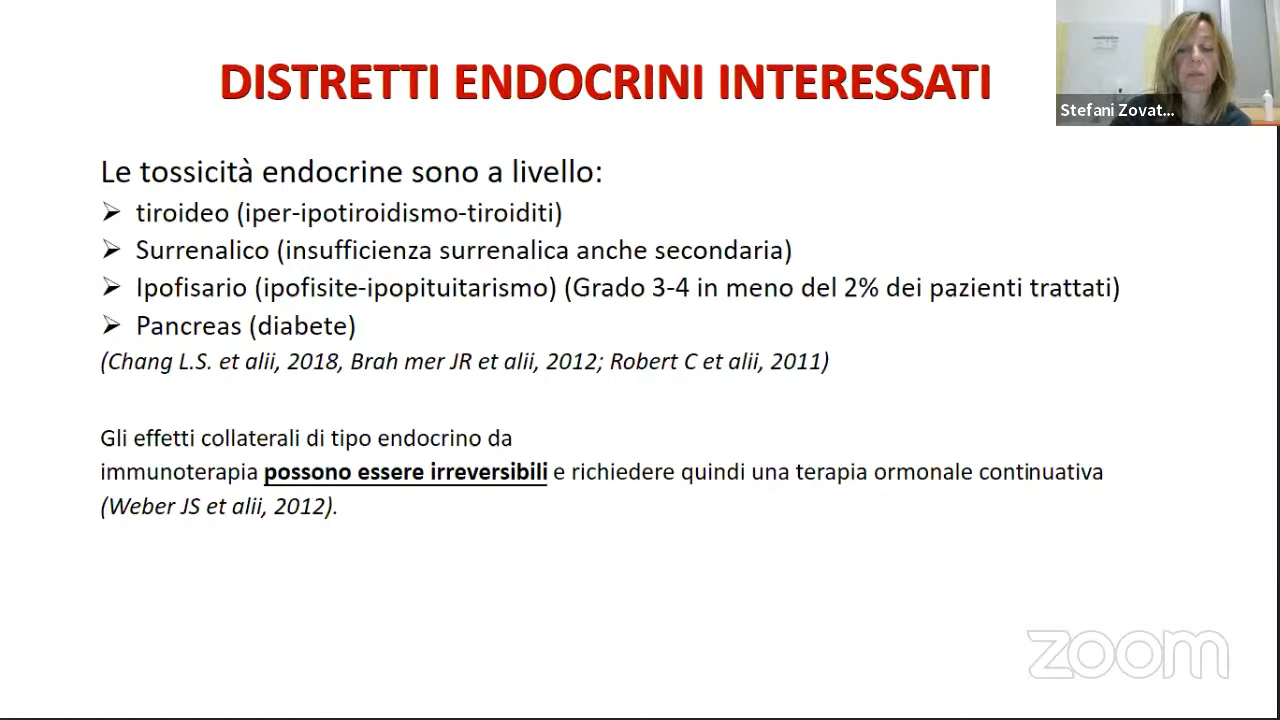 DISTRETTI ENDOCRINI INTERESSATI
Stefani Zovat...
Le tossicità endocrine sono a livello:
➢ tiroideo (iper-ipotiroidismo-tiroiditi)
➢ Surrenalico (insufficienza surrenalica anche secondaria)
➢ Ipofisario (ipofisite-ipopituitarismo) (Grado 3-4 in meno del 2% dei pazienti trattati)
➢ Pancreas (diabete)
(Chang L.S. et alii, 2018, Brah mer JR et alii, 2012; Robert C et alii, 2011)
Gli effetti collaterali di tipo endocrino da
immunoterapia possono essere irreversibili e richiedere quindi una terapia ormonale continuativa
(Weber JS et alii, 2012).
zoom